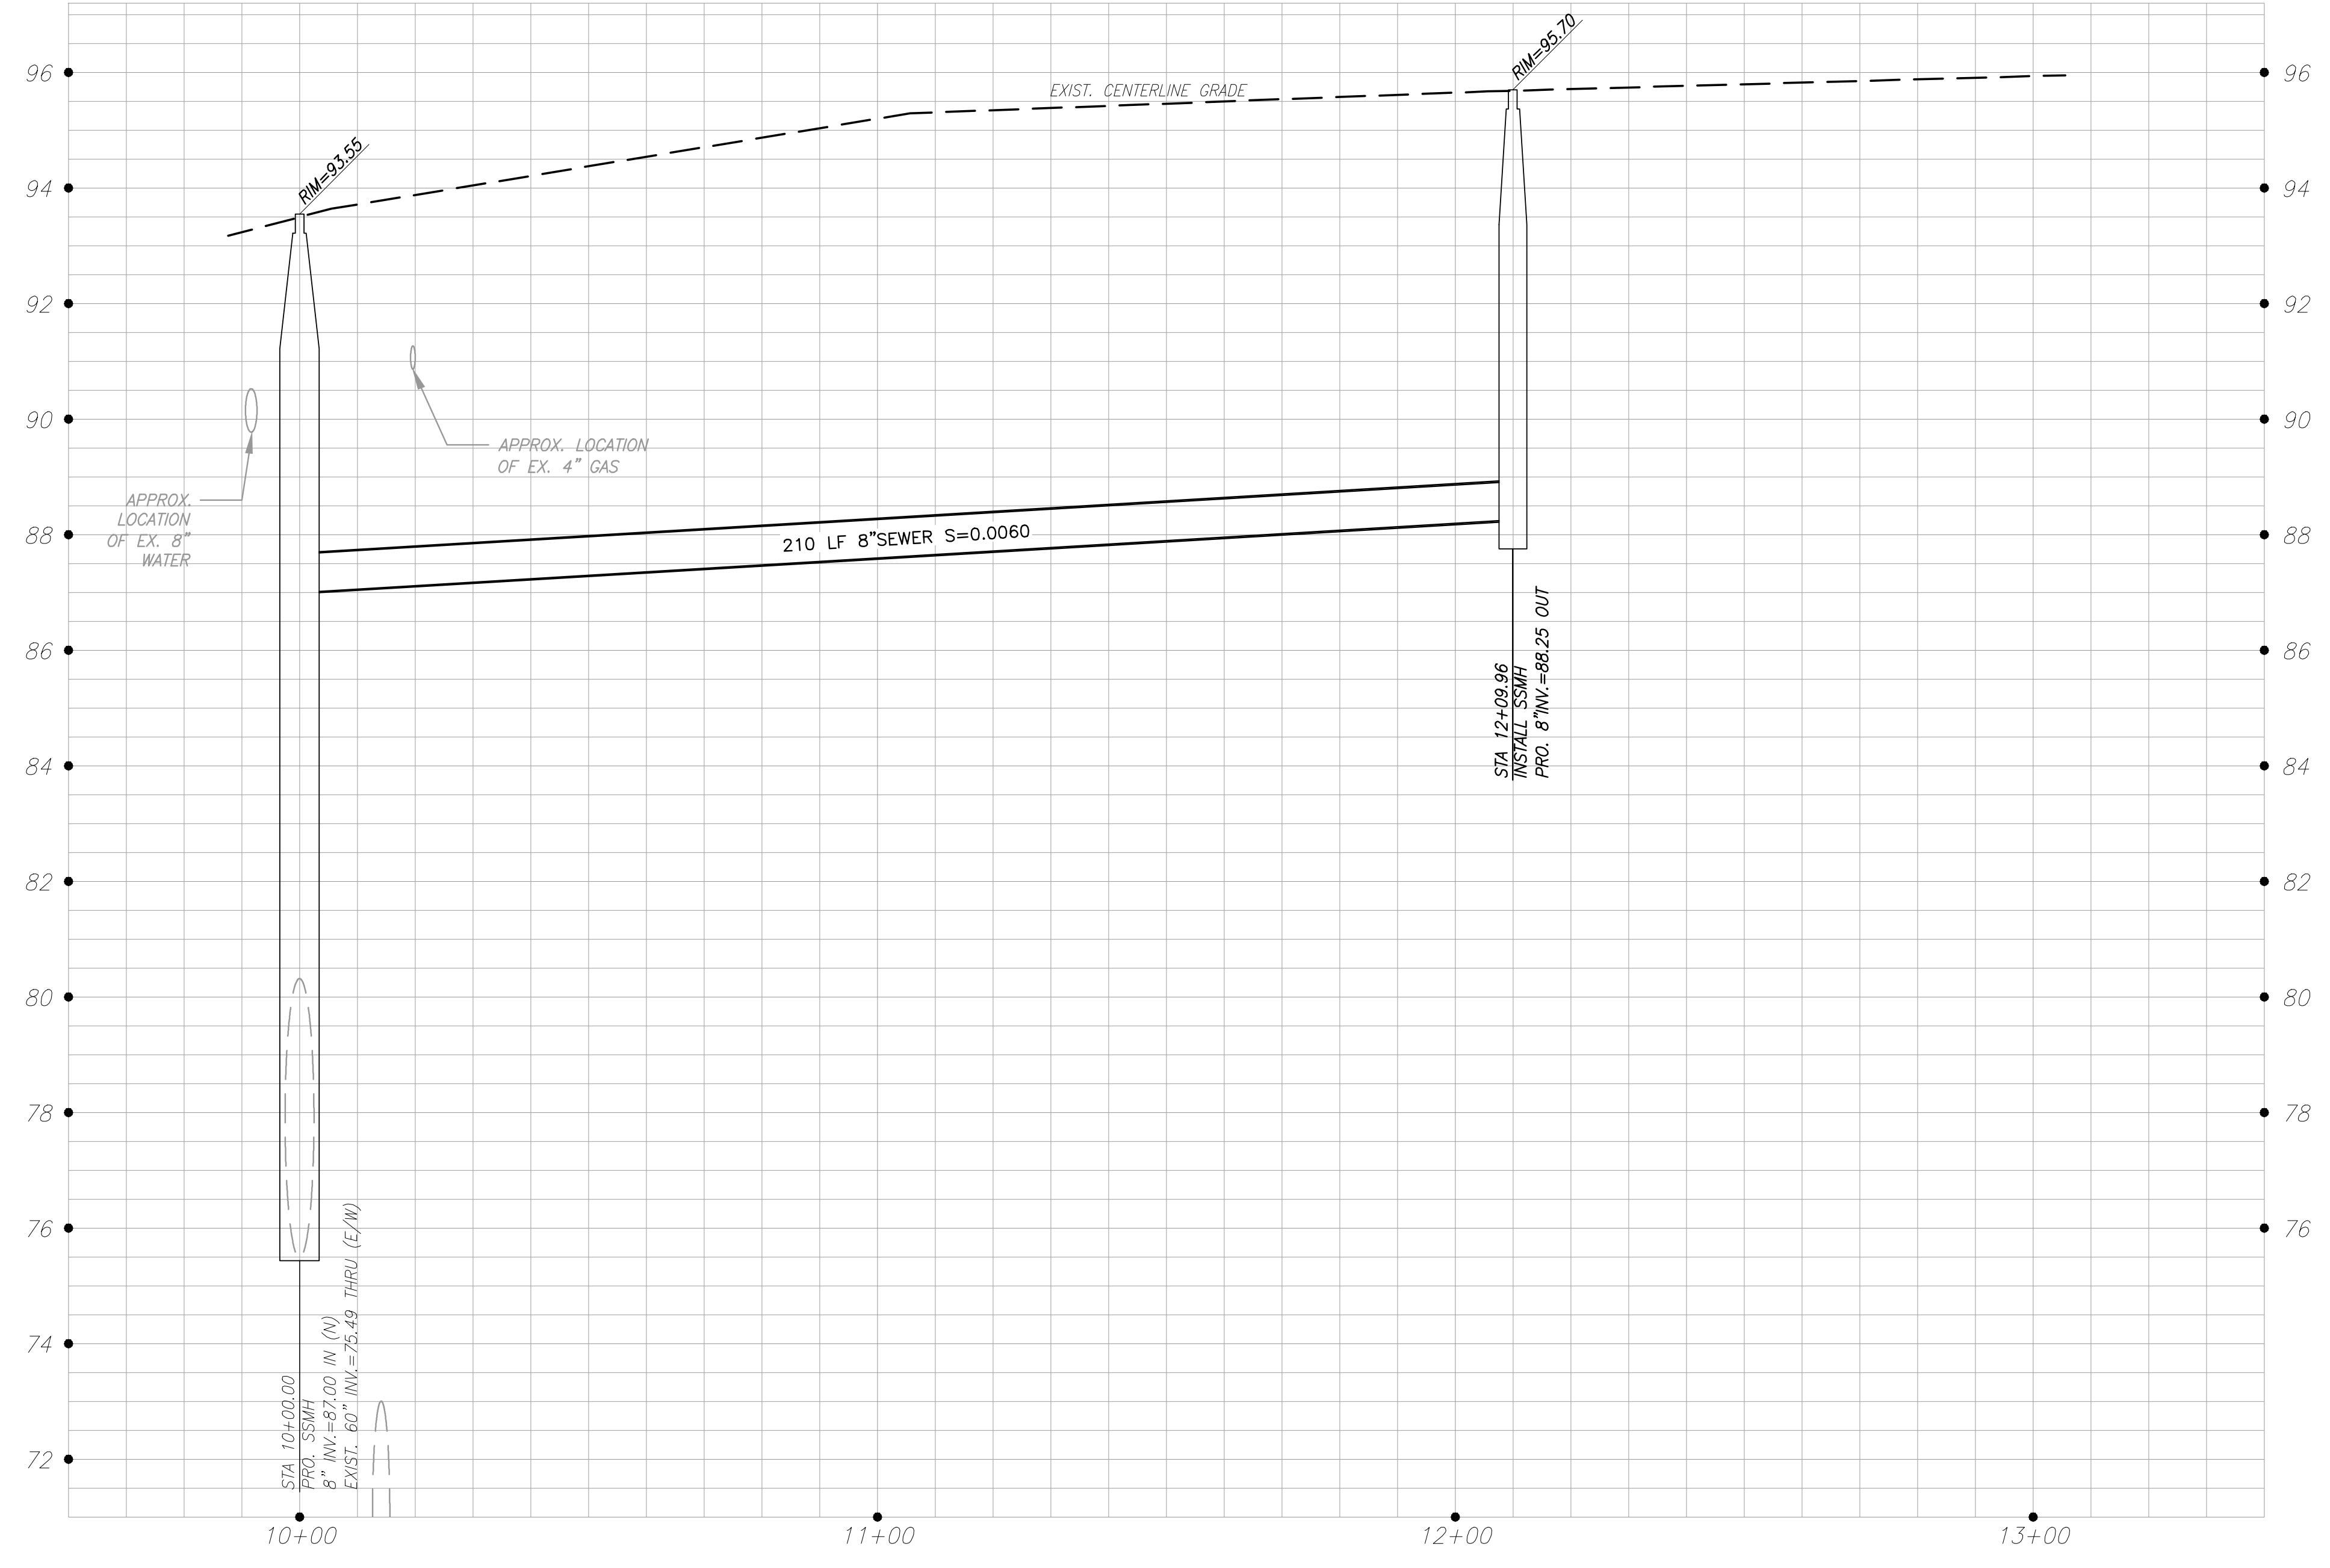 RIM=95.70
96
96
EXIST. CENTERLINE GRADE
RIM=93.55
94
94
92
92
90
90
APPROX. LOCATION
OF EX. 4" GAS
APPROX.
LOCATION
OF EX. 8"
WATER
88
88
210 LF 8"SEWER S=0.0060
86
86
STA 12+09.96
INSTALL SSMH
PRO. 8"INV.=88.25 OUT
84
84
82
82
80
80
78
78
76
76
STA 10+00.00
PRO. SSMH
8" INV.=87.00 IN (N)
EXIST. 60" INV.=75.49 THRU (E/W)
74
72
10+00
11+00
12+00
13+00